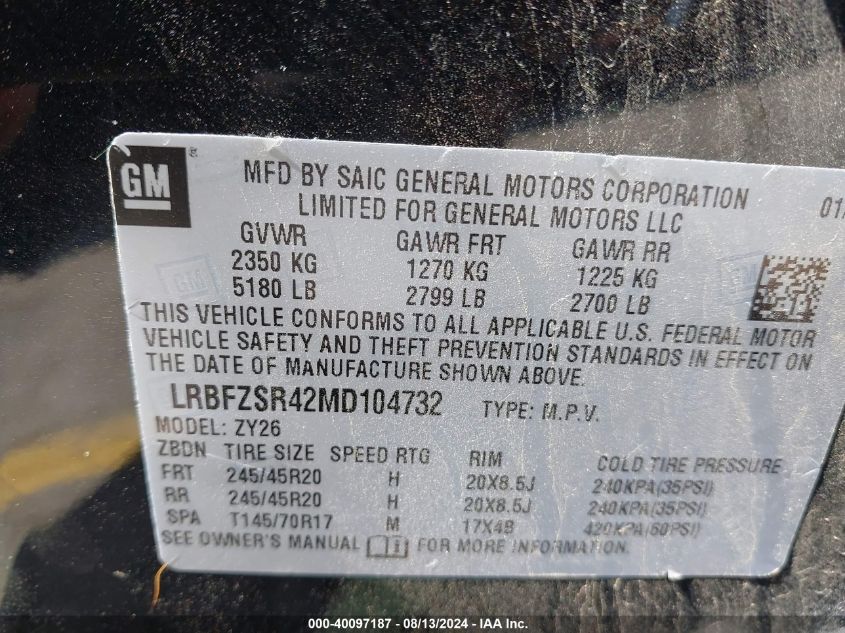 GM
MFD BY SAIC GENERAL MOTORS CORPORATION
01/
LIMITED FOR GENERAL MOTORS LLC
GVWR GAWR FRT GAWR RR
2350 KG 1270 KG 1225 KG
5180 LB 2799 LB 2700 LB
THIS VEHICLE CONFORMS TO ALL APPLICABLE U.S. FEDERAL MOTOR
VEHICLE SAFETY AND THEFT PREVENTION STANDARDS IN EFFECT ON
THE DATE OF MANUFACTURE SHOWN ABOVE.
LRBFZSR42MD104732 TYPE: M.P.V.
MODEL: ZY26
ZBDN TIRE SIZE SPEED RTG RIM COLD TIRE PRESSURE
FRT 245/45R20 H 20X8.5J 240KPA(35PSI)
RR 245/45R20 H 20X8.5J 240KPA(35PSI)
SPA T145/70R17 M 17X4B 420KPA(60PSI)
SEE OWNER'S MANUAL FOR MORE INFORMATION.
000-40097187 - 08/13/2024 - IAA Inc.